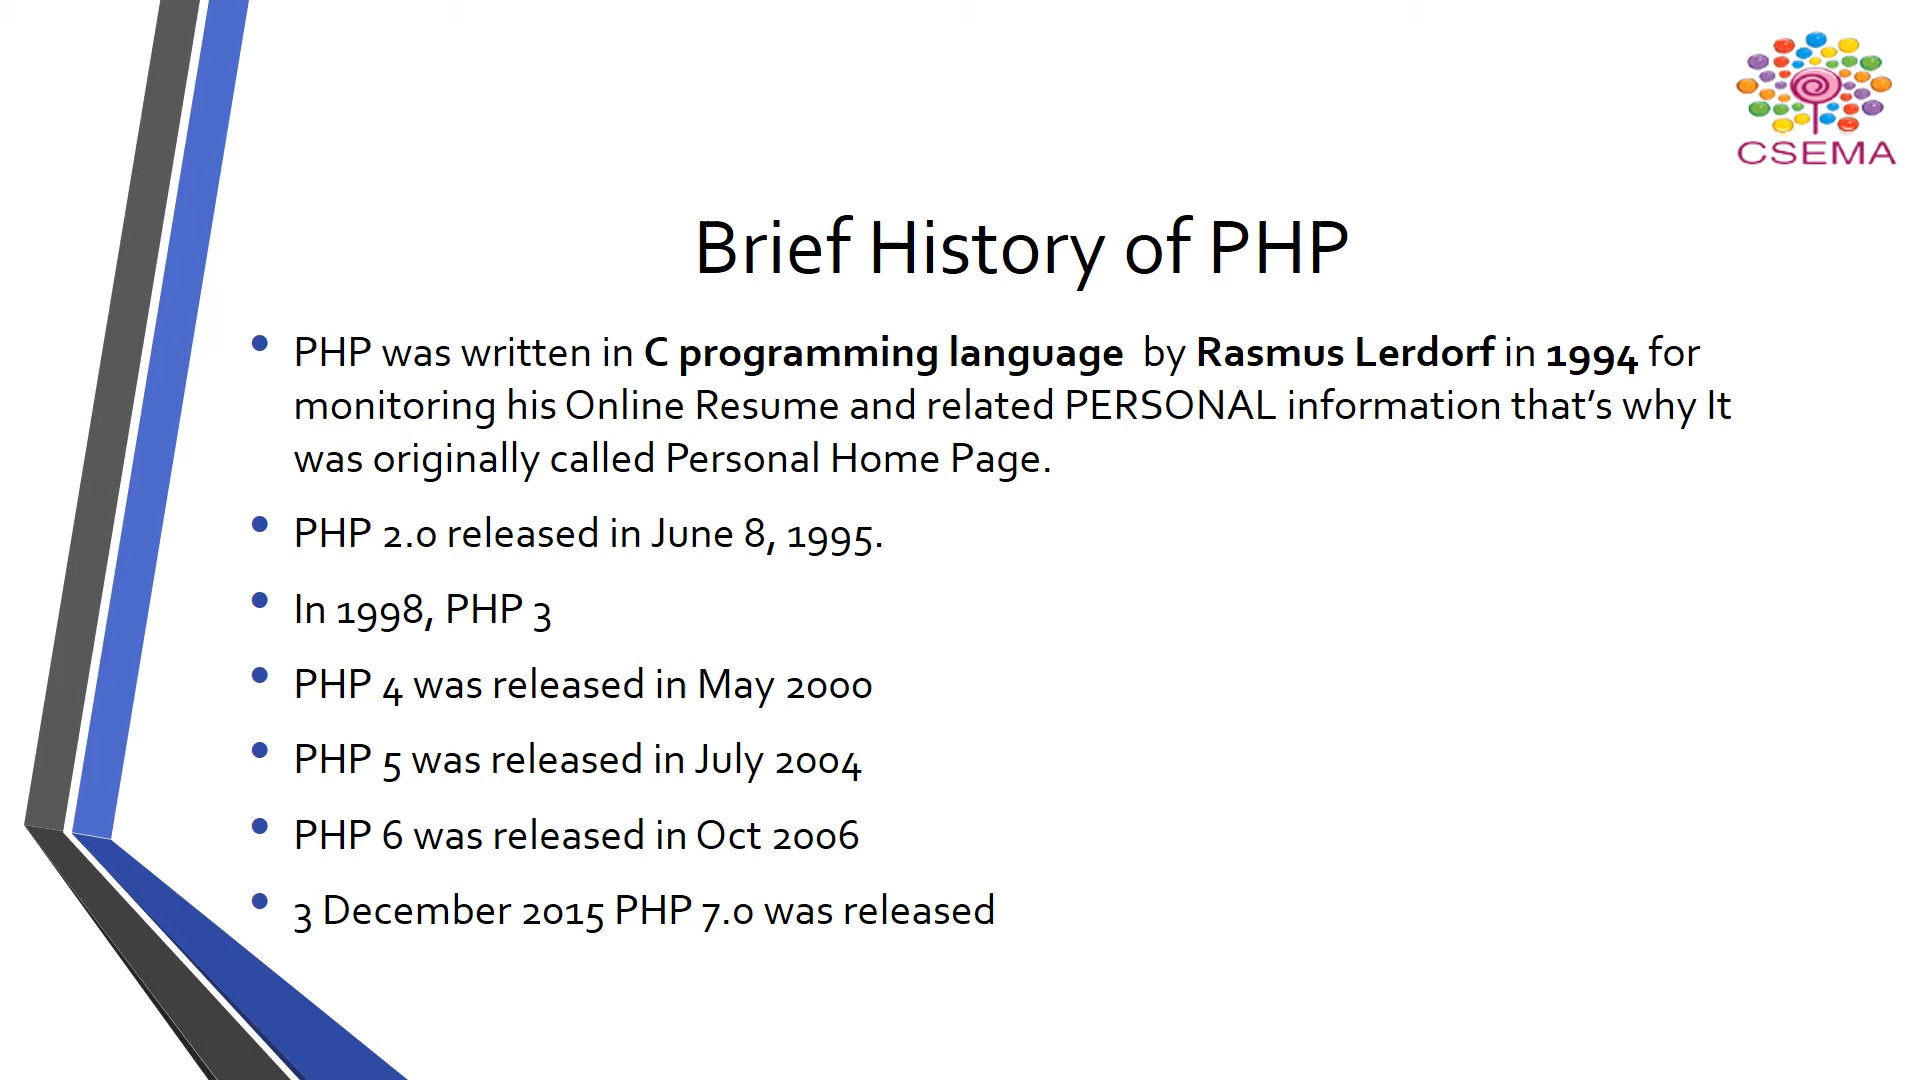 CSEMA
Brief History of PHP
• PHP was written in C programming language  by Rasmus Lerdorf in 1994 for
monitoring his Online Resume and related PERSONAL information that’s why It
was originally called Personal Home Page.
• PHP 2.0 released in June 8, 1995.
• In 1998, PHP 3
• PHP 4 was released in May 2000
• PHP 5 was released in July 2004
• PHP 6 was released in Oct 2006
• 3 December 2015 PHP 7.0 was released